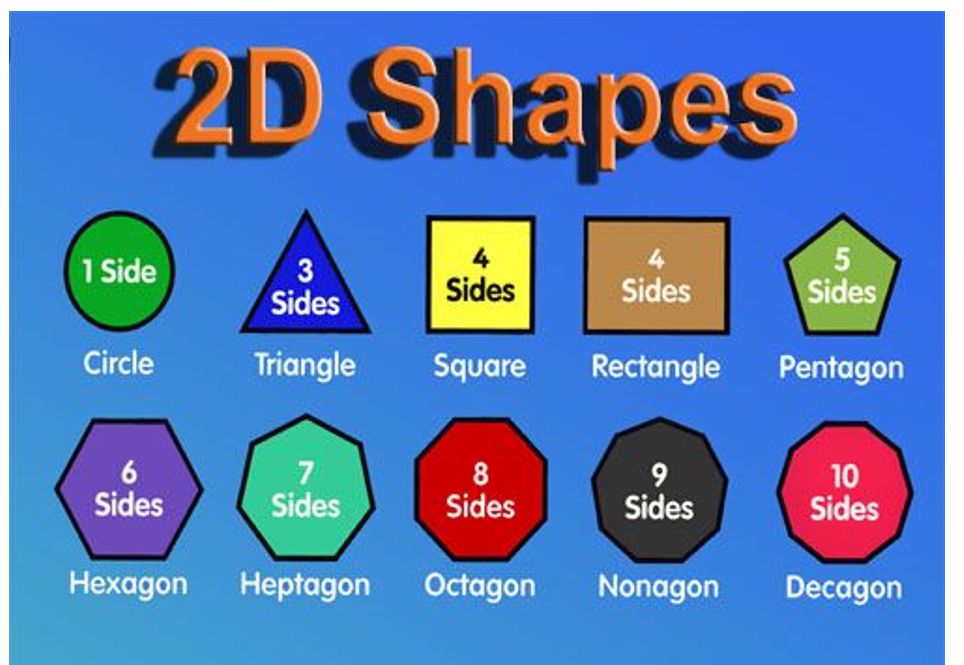 2D Shapes
1 Side
3
Sides
4
Sides
4
Sides
5
Sides
Circle
Triangle
Square
Rectangle
Pentagon
6
Sides
7
Sides
8
Sides
9
Sides
10
Sides
Hexagon
Heptagon
Octagon
Nonagon
Decagon